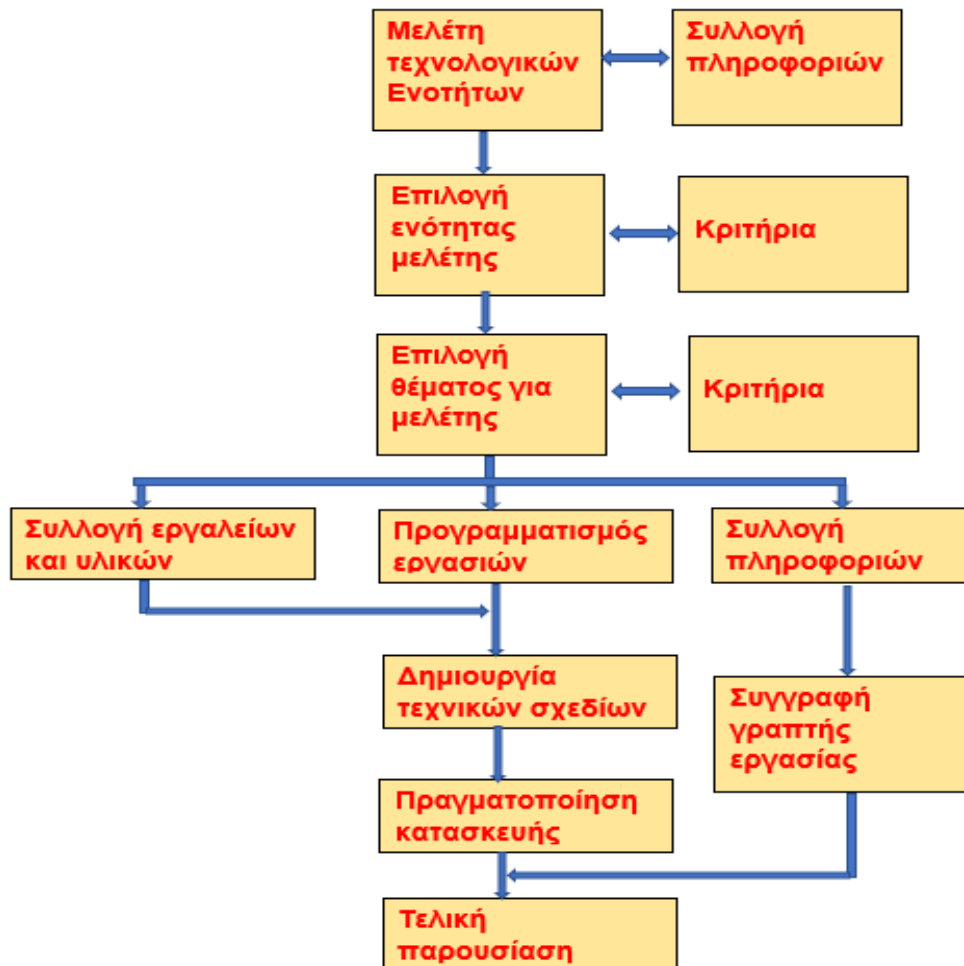 Μελέτη
τεχνολογικών
Ενοτήτων
Συλλογή
πληροφοριών
Επιλογή
ενότητας
μελέτης
Κριτήρια
Επιλογή
θέματος για
μελέτης
Κριτήρια
Συλλογή εργαλείων
και υλικών
Προγραμματισμός
εργασιών
Συλλογή
πληροφοριών
Δημιουργία
τεχνικών σχεδίων
Συγγραφή
γραπτής
εργασίας
Πραγματοποίηση
κατασκευής
Τελική
παρουσίαση